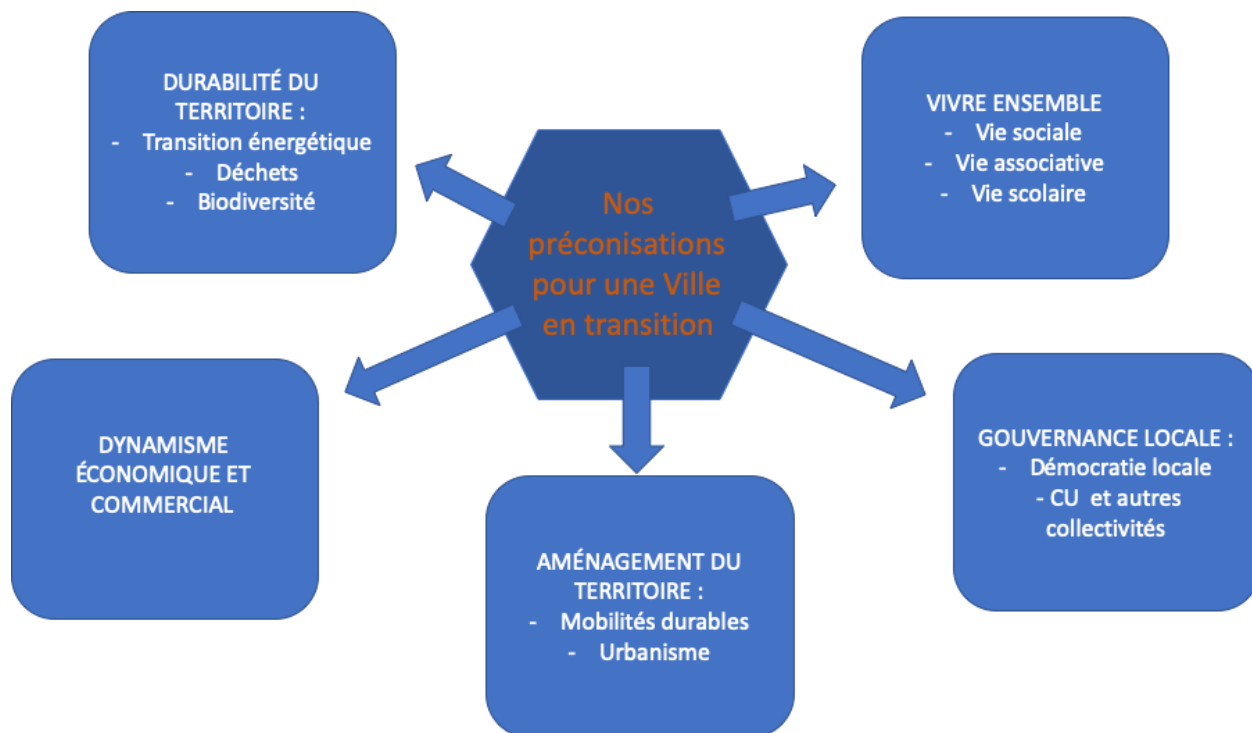 DURABILITÉ DU
TERRITOIRE :
- Transition énergétique
- Déchets
- Biodiversité
VIVRE ENSEMBLE
- Vie sociale
- Vie associative
- Vie scolaire
Nos
préconisations
pour une Ville
en transition
DYNAMISME
ÉCONOMIQUE ET
COMMERCIAL
AMÉNAGEMENT DU
TERRITOIRE :
- Mobilités durables
- Urbanisme
GOUVERNANCE LOCALE :
- Démocratie locale
- CU et autres
collectivités